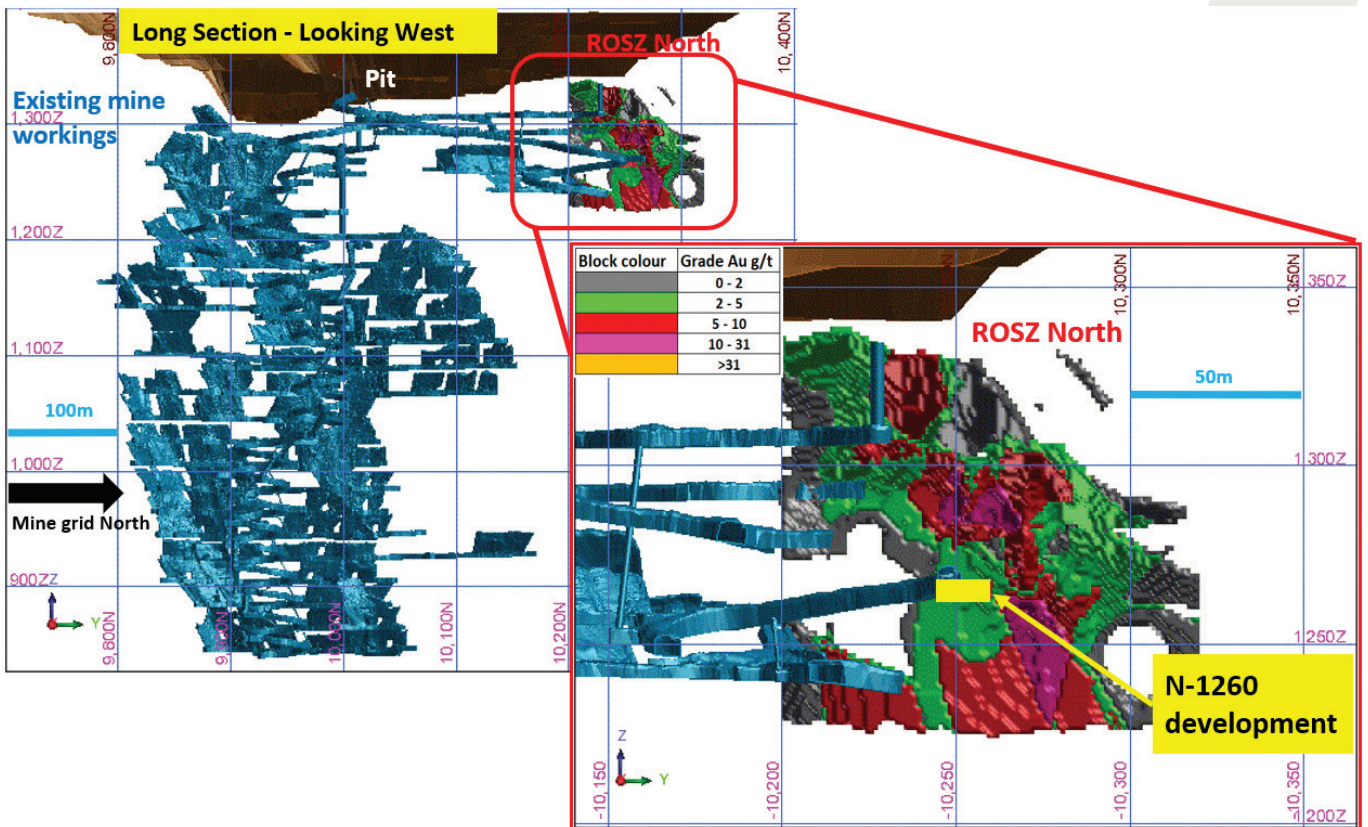 Long Section - Looking West
9,800N
10,400N
ROSZ North
Pit
Existing mine
workings
1,300Z
1,200Z
1,100Z
100m
1,000Z
Mine grid North
900ZZ
Y
9,800N
9,900N
10,000N
10,100N
10,200N
Block colour Grade Au g/t
0 - 2
2 - 5
5 - 10
10 - 31
>31
10,300N
10,350N
350Z
ROSZ North
50m
1 300Z
1 250Z
N-1260
development
Z
Y
-10,150
-10,200
-10,250
-10,300
-10,350
-1 200Z